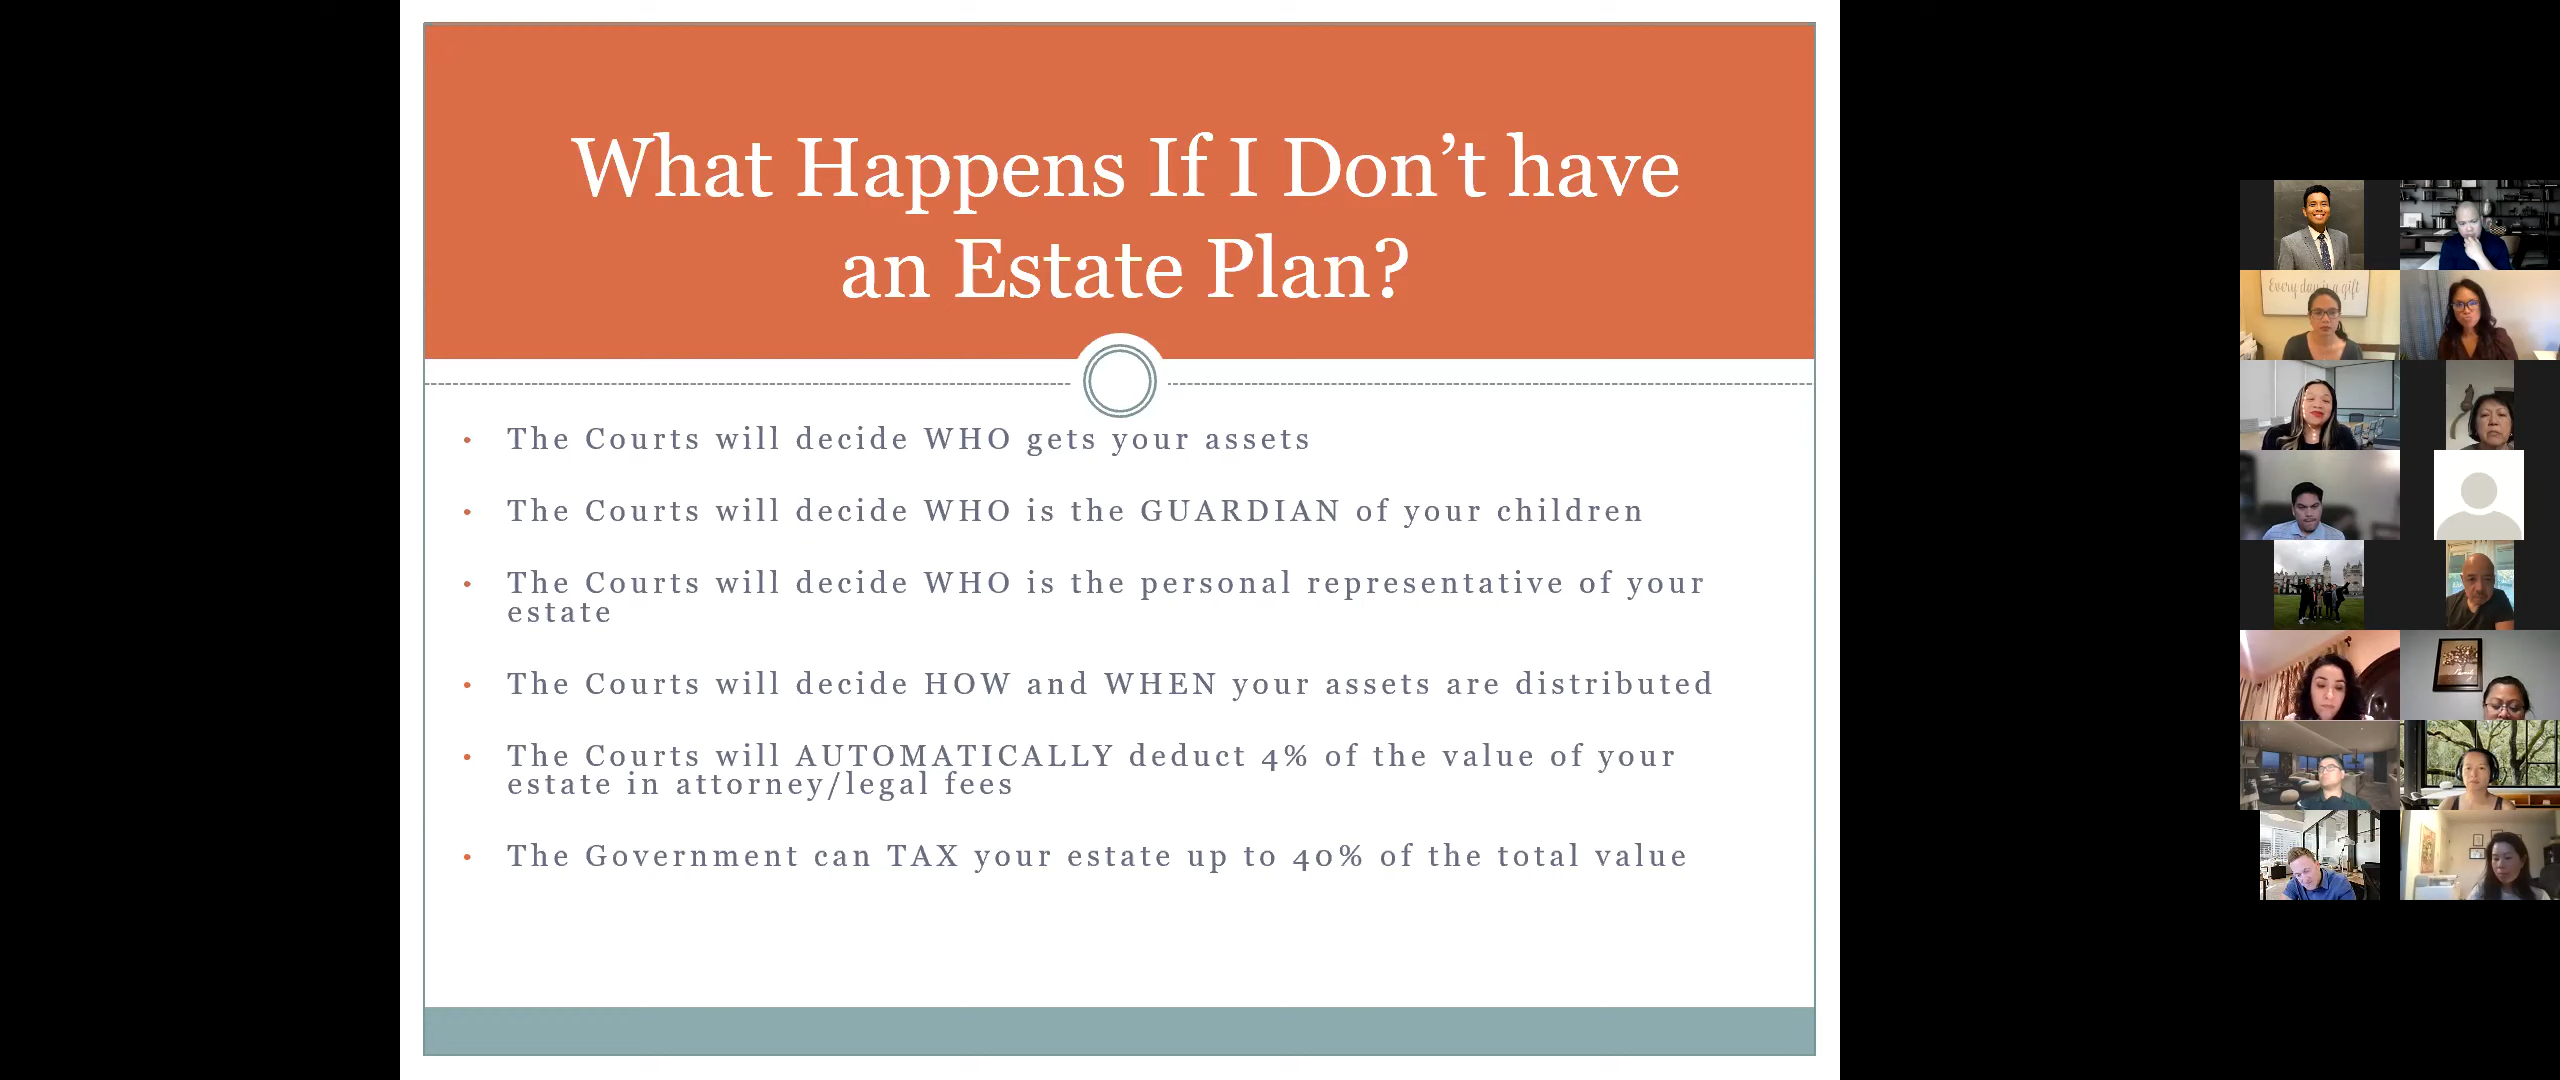 What Happens If I Don’t have
an Estate Plan?
• The Courts will decide WHO gets your assets
• The Courts will decide WHO is the GUARDIAN of your children
• The Courts will decide WHO is the personal representative of your
estate
• The Courts will decide HOW and WHEN your assets are distributed
• The Courts will AUTOMATICALLY deduct 4% of the value of your
estate in attorney/legal fees
• The Government can TAX your estate up to 40% of the total value
Every day is a gift